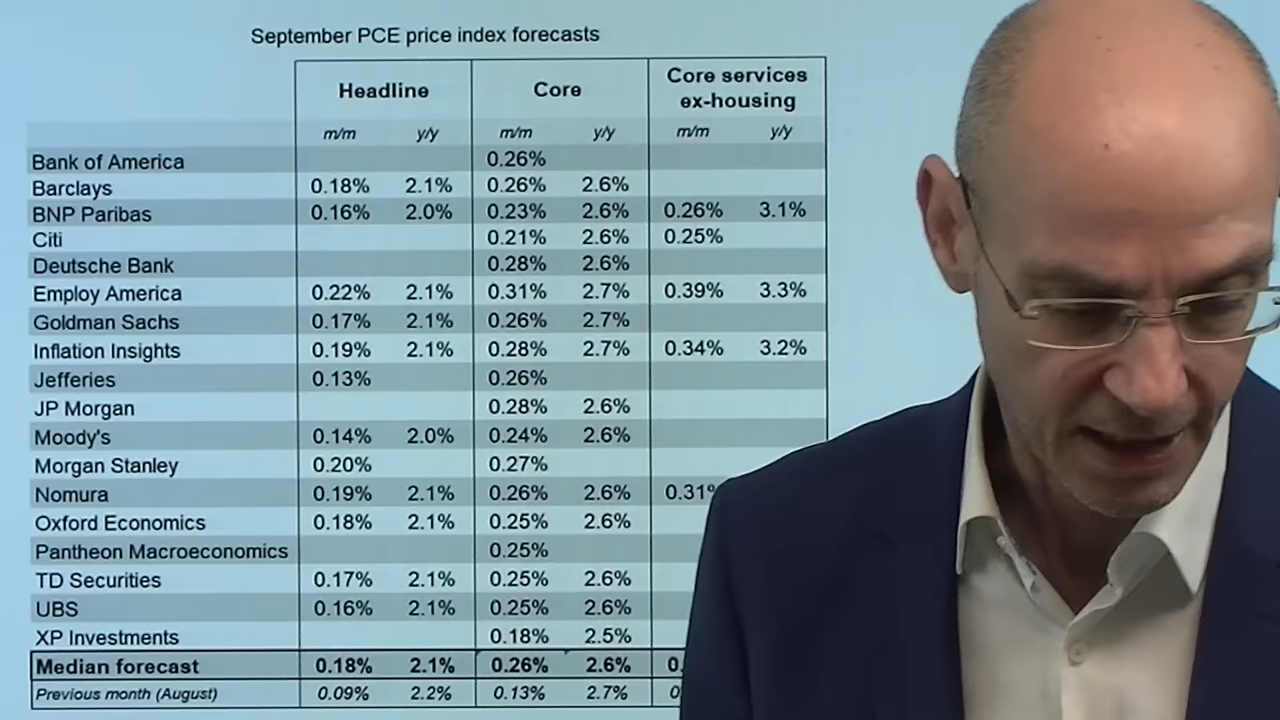 September PCE price index forecasts
Headline Core Core services ex-housing
m/m y/y m/m y/y m/m y/y
Bank of America 0.26%
Barclays 0.18% 2.1% 0.26% 2.6%
BNP Paribas 0.16% 2.0% 0.23% 2.6% 0.26% 3.1%
Citi 0.21% 2.6% 0.25%
Deutsche Bank 0.28% 2.6%
Employ America 0.22% 2.1% 0.31% 2.7% 0.39% 3.3%
Goldman Sachs 0.17% 2.1% 0.26% 2.7%
Inflation Insights 0.19% 2.1% 0.28% 2.7% 0.34% 3.2%
Jefferies 0.13% 0.26%
JP Morgan 0.28% 2.6%
Moody's 0.14% 2.0% 0.24% 2.6%
Morgan Stanley 0.20% 0.27%
Nomura 0.19% 2.1% 0.26% 2.6% 0.31%
Oxford Economics 0.18% 2.1% 0.25% 2.6%
Pantheon Macroeconomics 0.25%
TD Securities 0.17% 2.1% 0.25% 2.6%
UBS 0.16% 2.1% 0.25% 2.6%
XP Investments 0.18% 2.5%
Median forecast 0.18% 2.1% 0.26% 2.6%
Previous month (August) 0.09% 2.2% 0.13% 2.7%